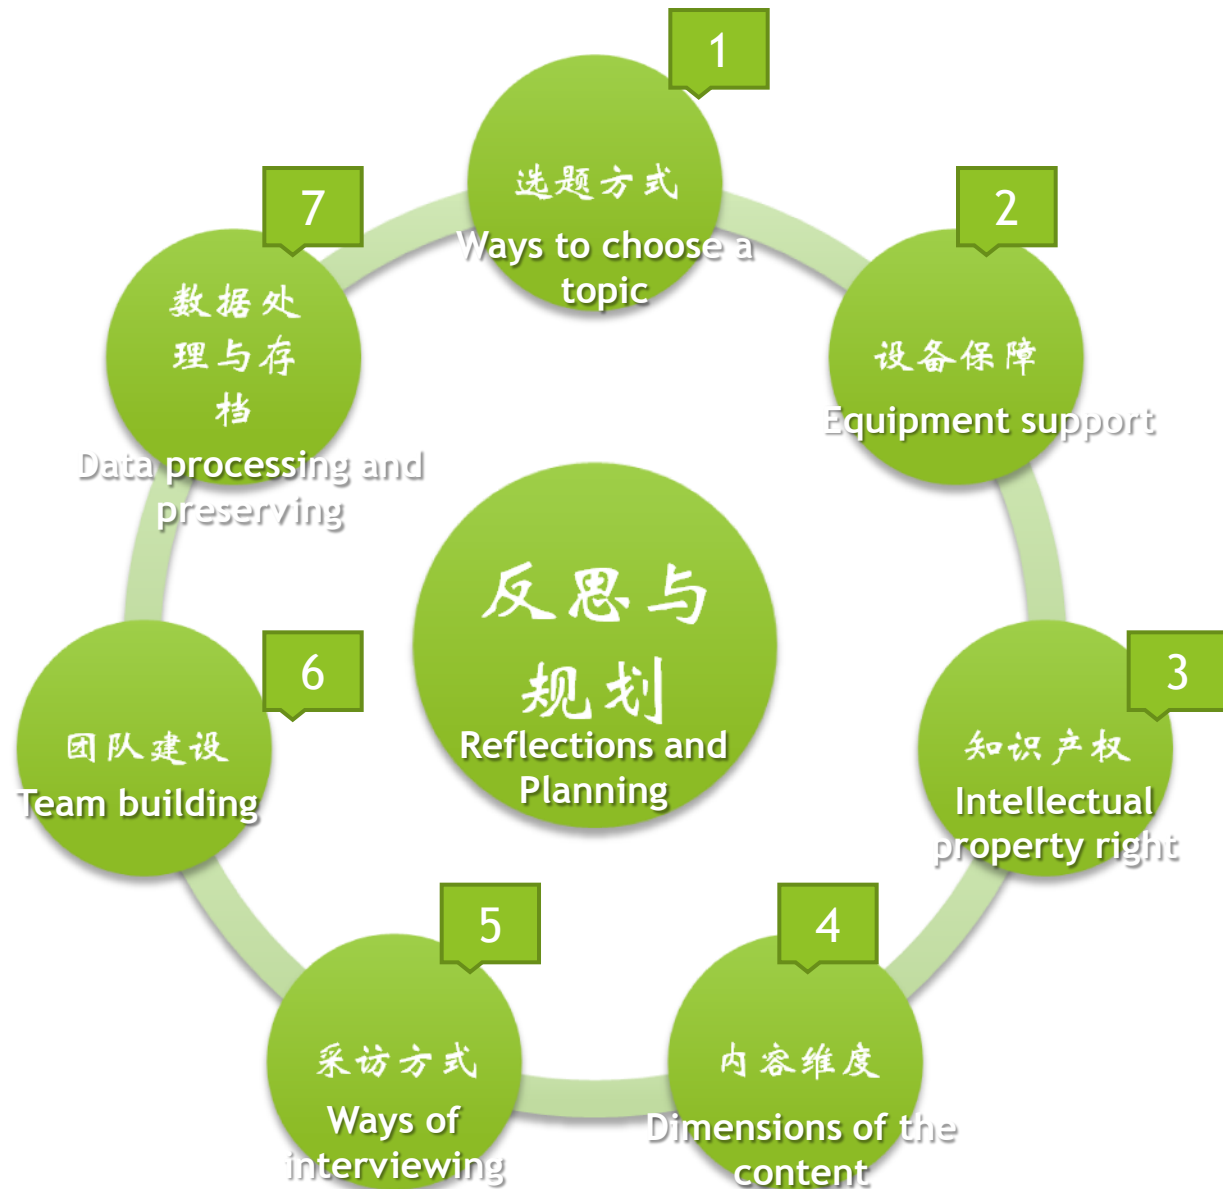 1
选题方式
Ways to choose a
topic
2
设备保障
Equipment support
3
知识产权
Intellectual
property right
4
内容维度
Dimensions of the
content
5
采访方式
Ways of
interviewing
6
团队建设
Team building
7
数据处
理与存
档
Data processing and
preserving
反思与
规划
Reflections and
Planning